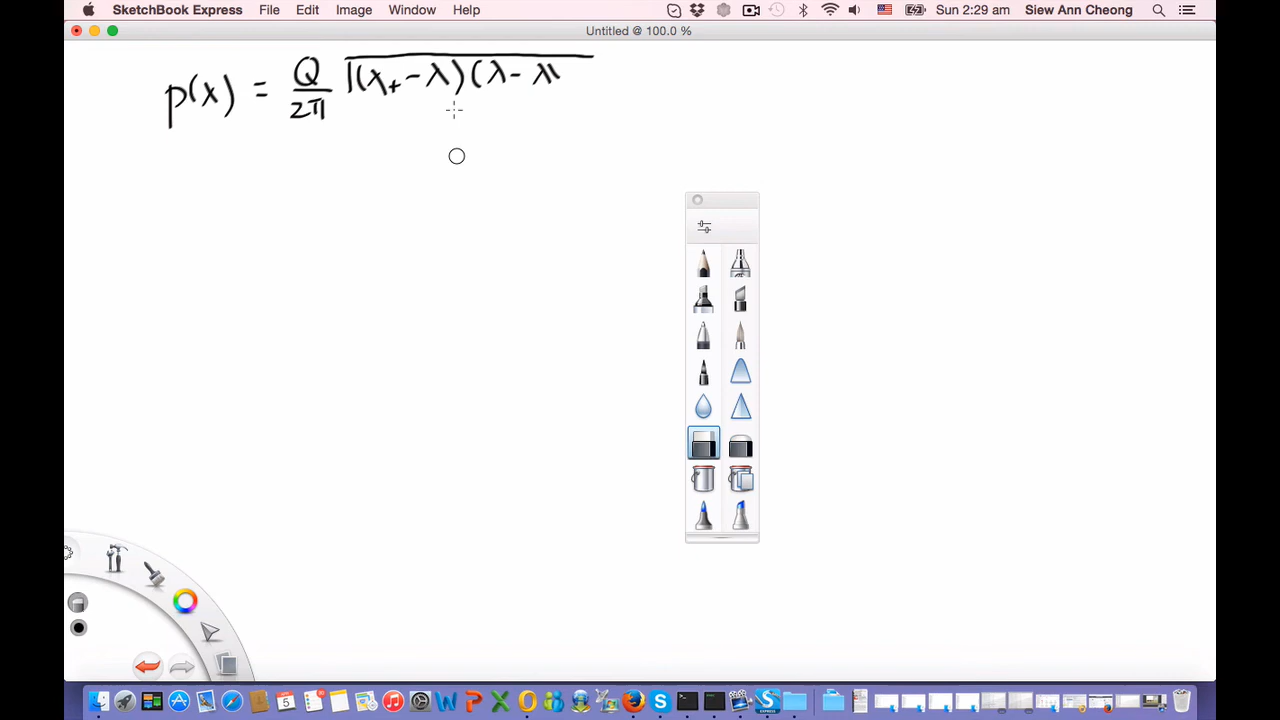 SketchBook Express File Edit Image Window Help Sun 2:29 am Siew Ann Cheong
Untitled @ 100.0 %
p(x) = Q/2π √(λ+ - λ)(λ - λ